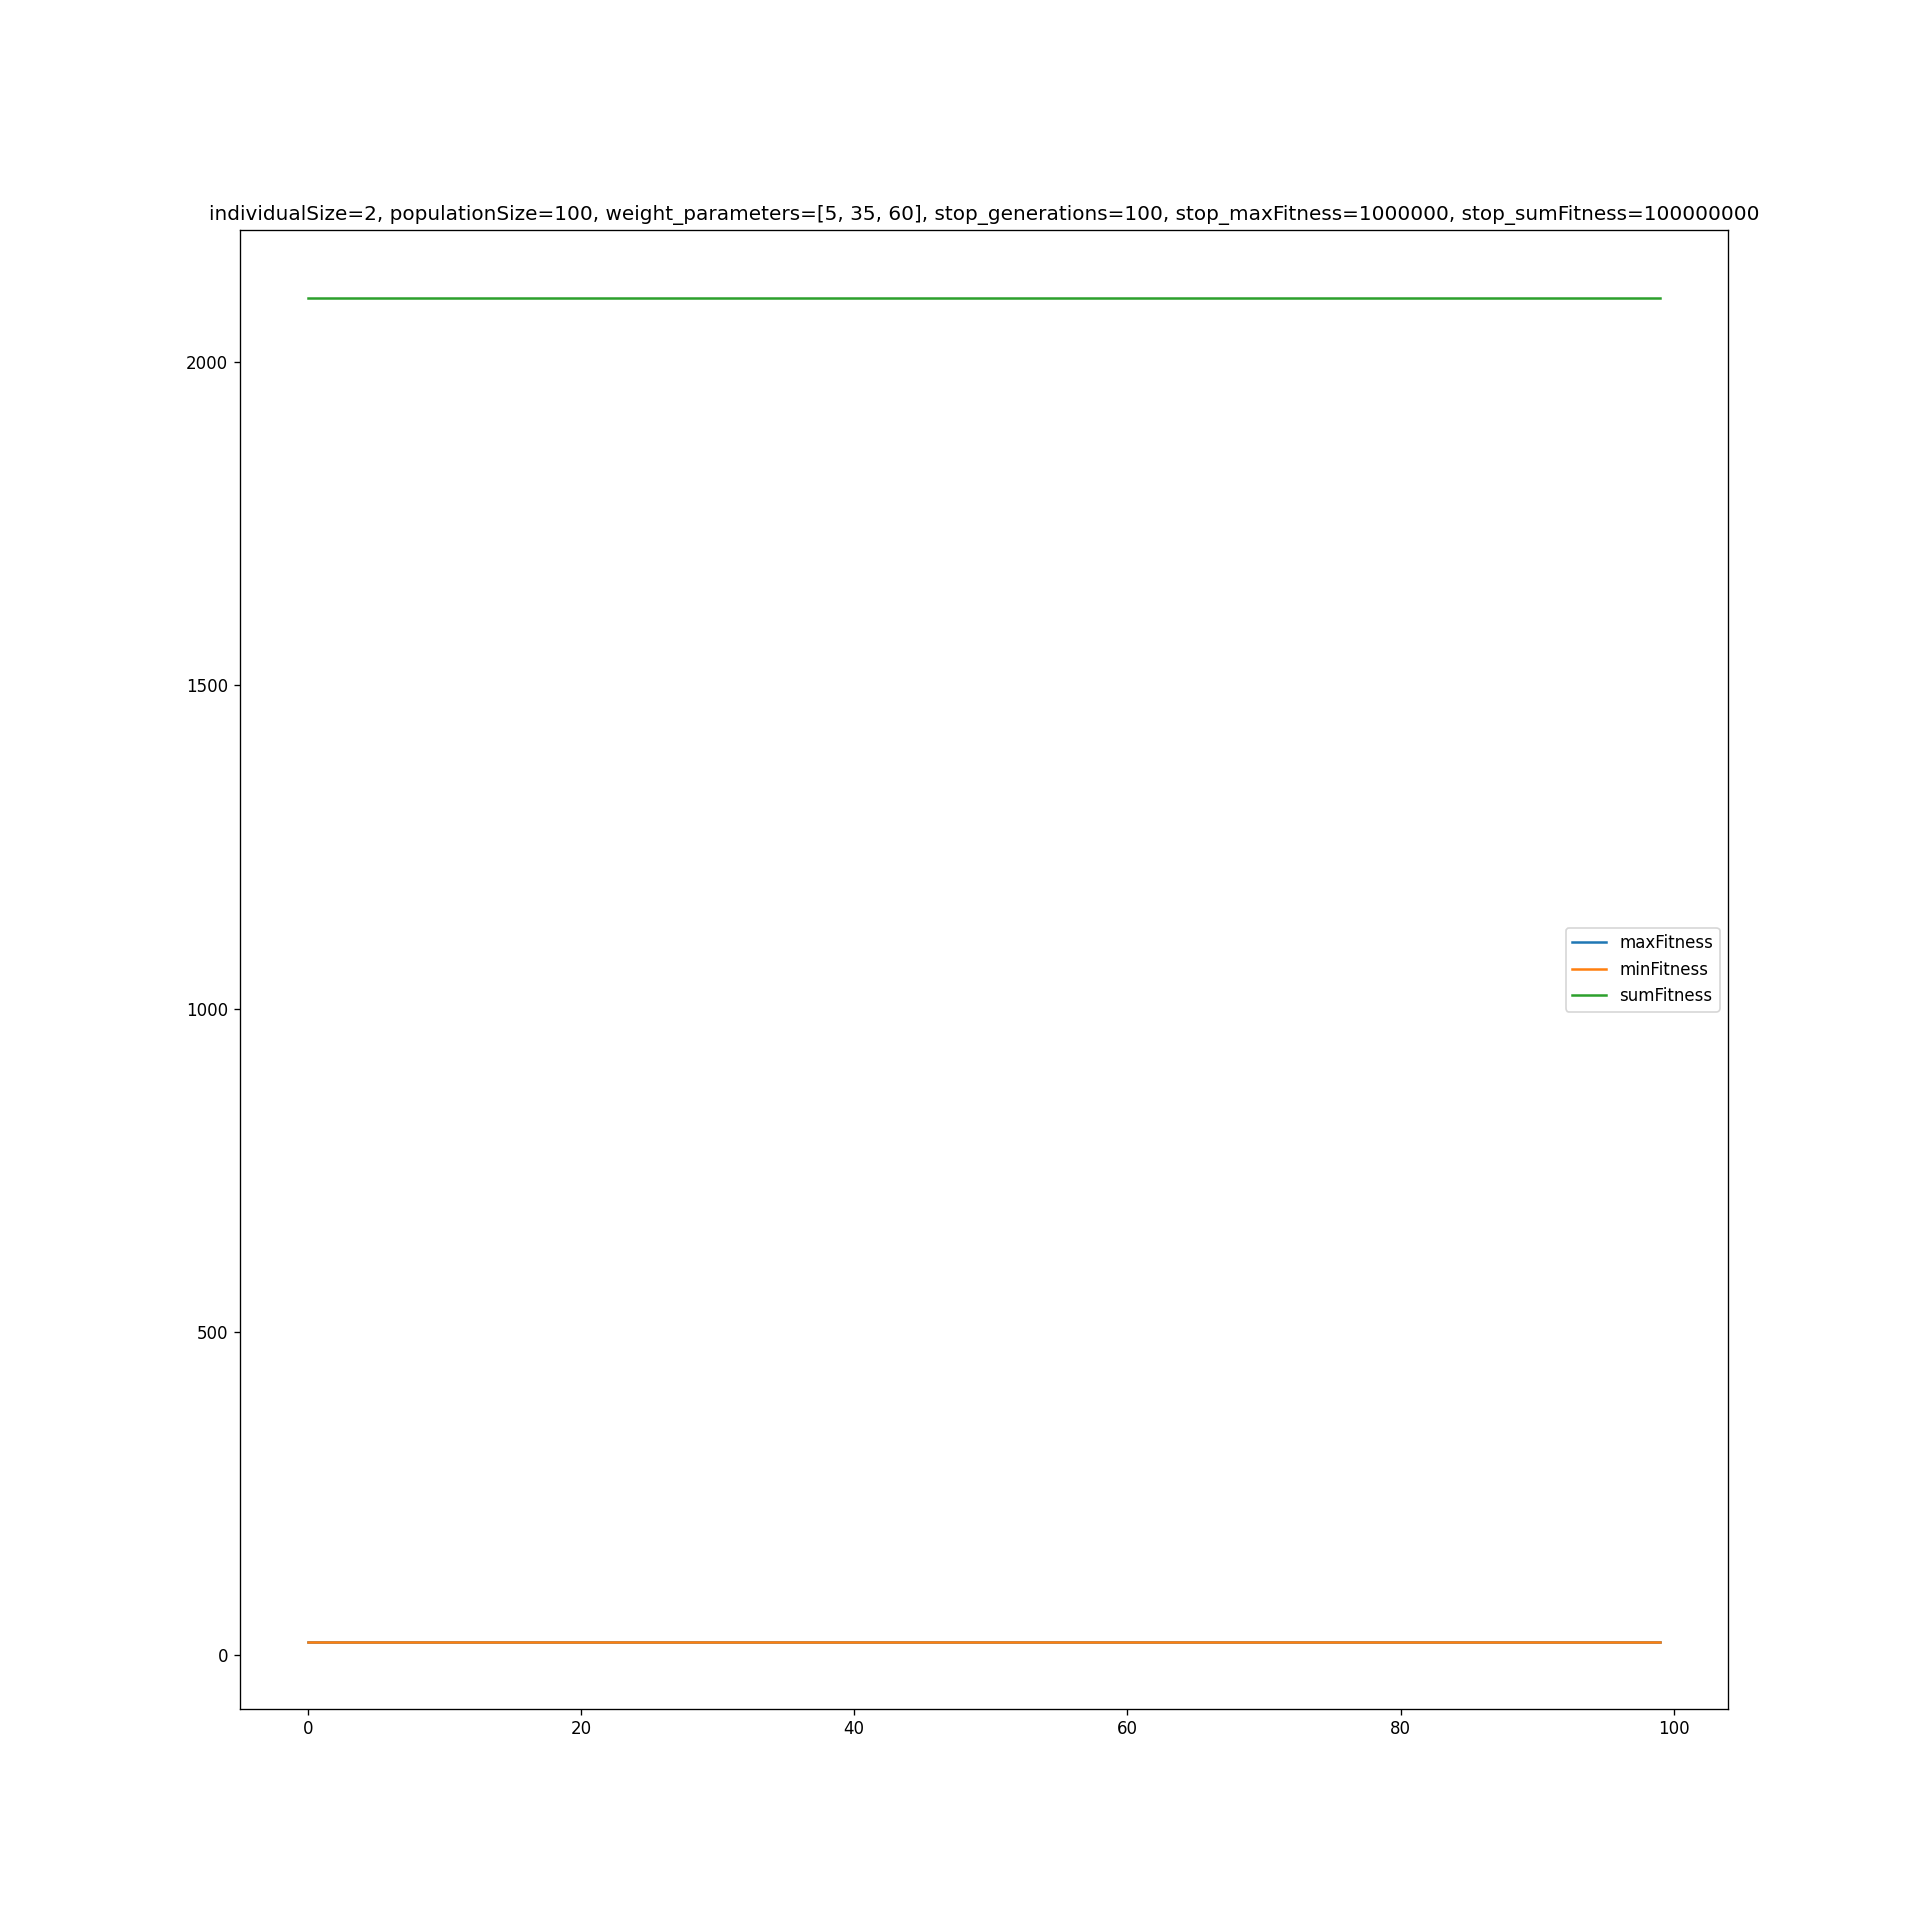 individualSize=2, populationSize=100, weight_parameters=[5, 35, 60], stop_generations=100, stop_maxFitness=1000000, stop_sumFitness=100000000
2000
1500
1000
500
0
maxFitness
minFitness
sumFitness
0 20 40 60 80 100